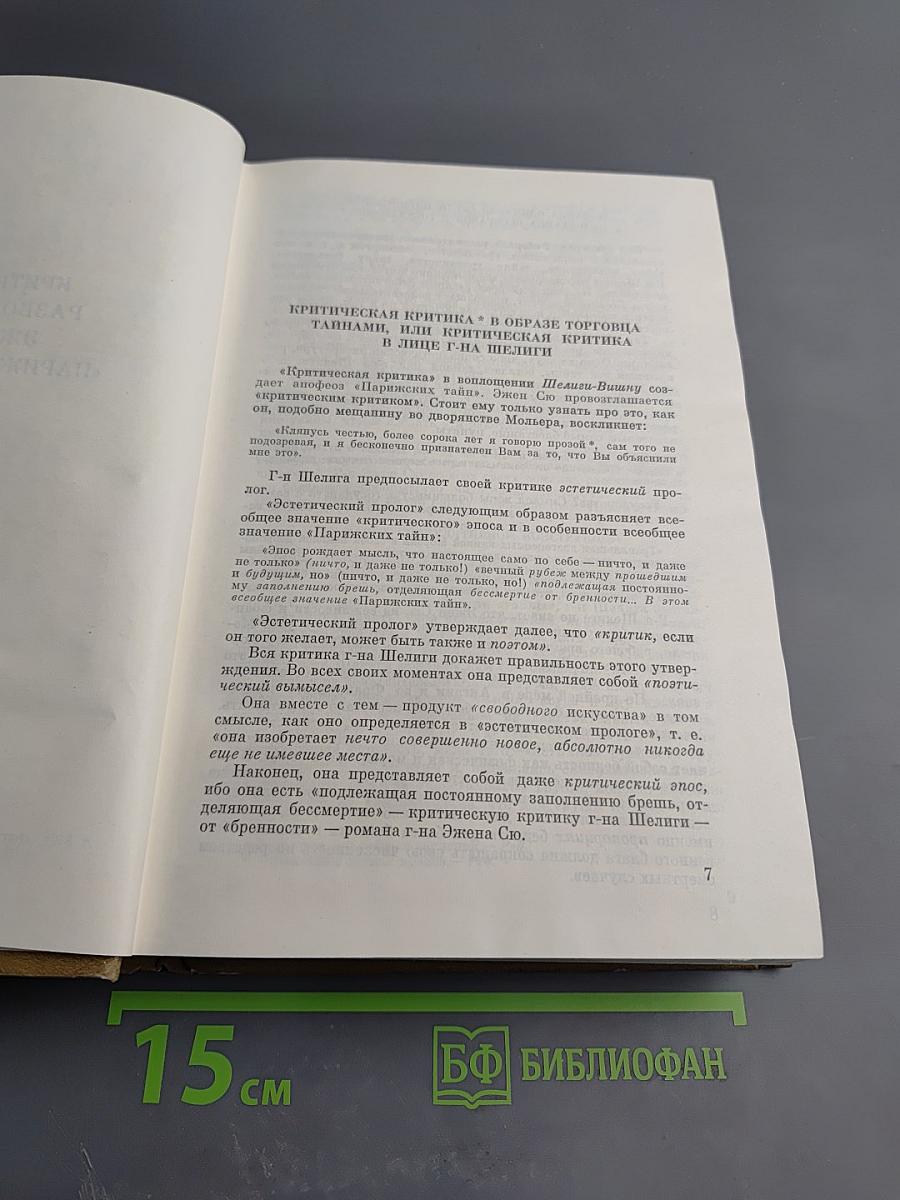 КРИТИЧЕСКАЯ КРИТИКА * В ОБРАЗЕ ТОРГОВЦА
ТАЙНАМИ, ИЛИ КРИТИЧЕСКАЯ КРИТИКА
В ЛИЦЕ Г-НА ШЕЛИГИ
«Критическая критика» в воплощении Шелиги-Вишну соз-
дает апофеоз «Парижских тайн». Эжен Сю провозглашается
«критическим критиком». Стоит ему только узнать про это, как
он, подобно мещанину во дворянстве Мольера, воскликнет:
«Клянусь честью, более сорока лет я говорю прозой *, сам того не
подозревая, и я бесконечно признателен Вам за то, что Вы объяснили
мне это».
Г-н Шелига предпосылает своей критике эстетический про-
лог.
«Эстетический пролог» следующим образом разъясняет все-
общее значение «критического» эпоса и в особенности всеобщее
значение «Парижских тайн»:
«Эпос рождает мысль, что настоящее само по себе — ничто, и даже
не только» (ничто, и даже не только!) «вечный рубеж между прошедшим
и будущим, но» (ничто, и даже не только, но!) «подлежащая постоянно-
му заполнению брешь, отделяющая бессмертие от бренности... В этом
всеобщее значение «Парижских тайн».
«Эстетический пролог» утверждает далее, что «критик, если
он того желает, может быть также и поэтом».
Вся критика г-на Шелиги докажет правильность этого утвер-
ждения. Во всех своих моментах она представляет собой «поэти-
ческий вымысел».
Она вместе с тем — продукт «свободного искусства» в том
смысле, как оно определяется в «эстетическом прологе», т. е.
«она изобретает нечто совершенно новое, абсолютно никогда
еще не имевшее места».
Наконец, она представляет собой даже критический эпос,
ибо она есть «подлежащая постоянному заполнению брешь, от-
деляющая бессмертие» — критическую критику г-на Шелиги —
от «бренности» — романа г-на Эжена Сю.
7
15 см
БФ БИБЛИОФАН